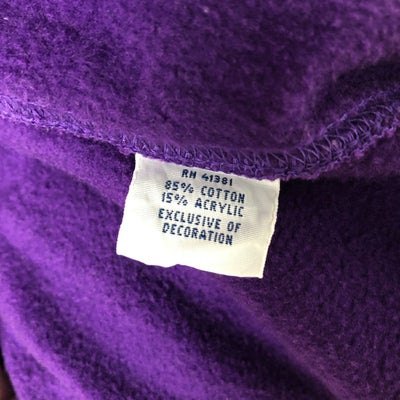 RN 41381
85% COTTON
15% ACRYLIC
EXCLUSIVE OF
DECORATION